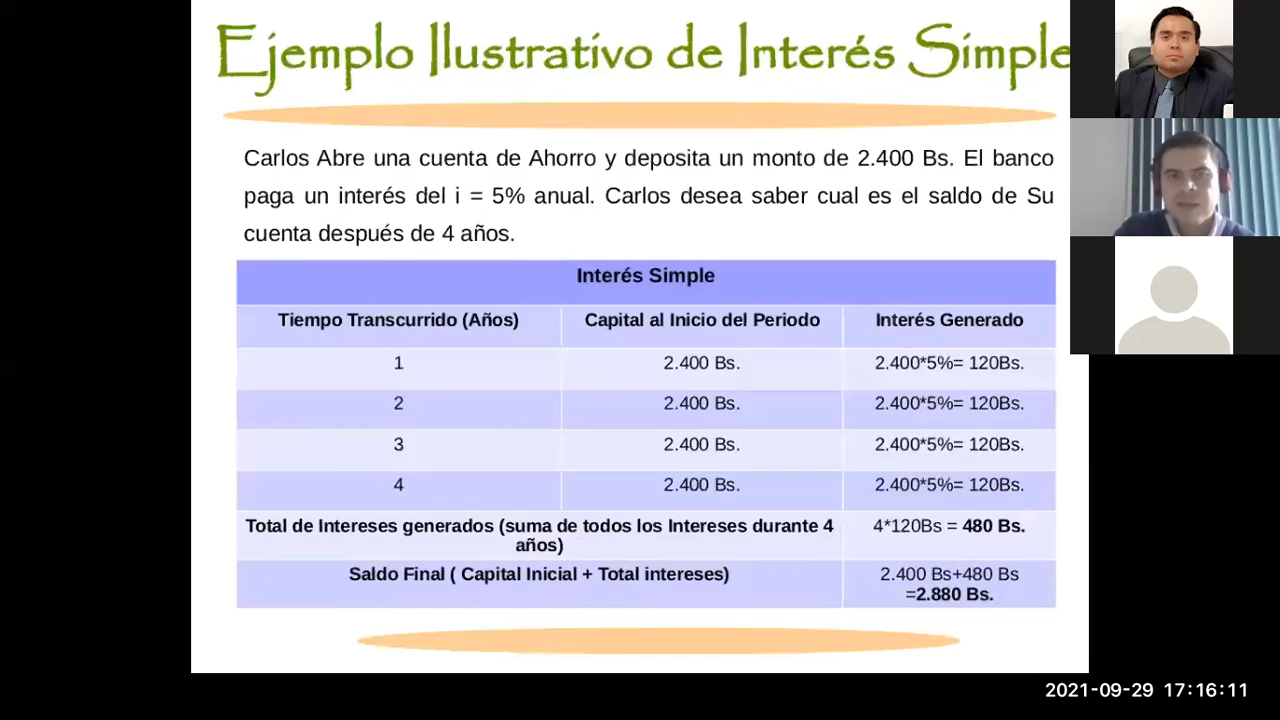 Ejemplo Ilustrativo de Interés Simple
Carlos Abre una cuenta de Ahorro y deposita un monto de 2.400 Bs. El banco
paga un interés del i = 5% anual. Carlos desea saber cual es el saldo de Su
cuenta después de 4 años.
Interés Simple
Tiempo Transcurrido (Años) Capital al Inicio del Periodo Interés Generado
1 2.400 Bs. 2.400*5%= 120Bs.
2 2.400 Bs. 2.400*5%= 120Bs.
3 2.400 Bs. 2.400*5%= 120Bs.
4 2.400 Bs. 2.400*5%= 120Bs.
Total de Intereses generados (suma de todos los Intereses durante 4
años)
4*120Bs = 480 Bs.
Saldo Final ( Capital Inicial + Total intereses)
2.400 Bs+480 Bs
=2.880 Bs.
2021-09-29 17:16:11